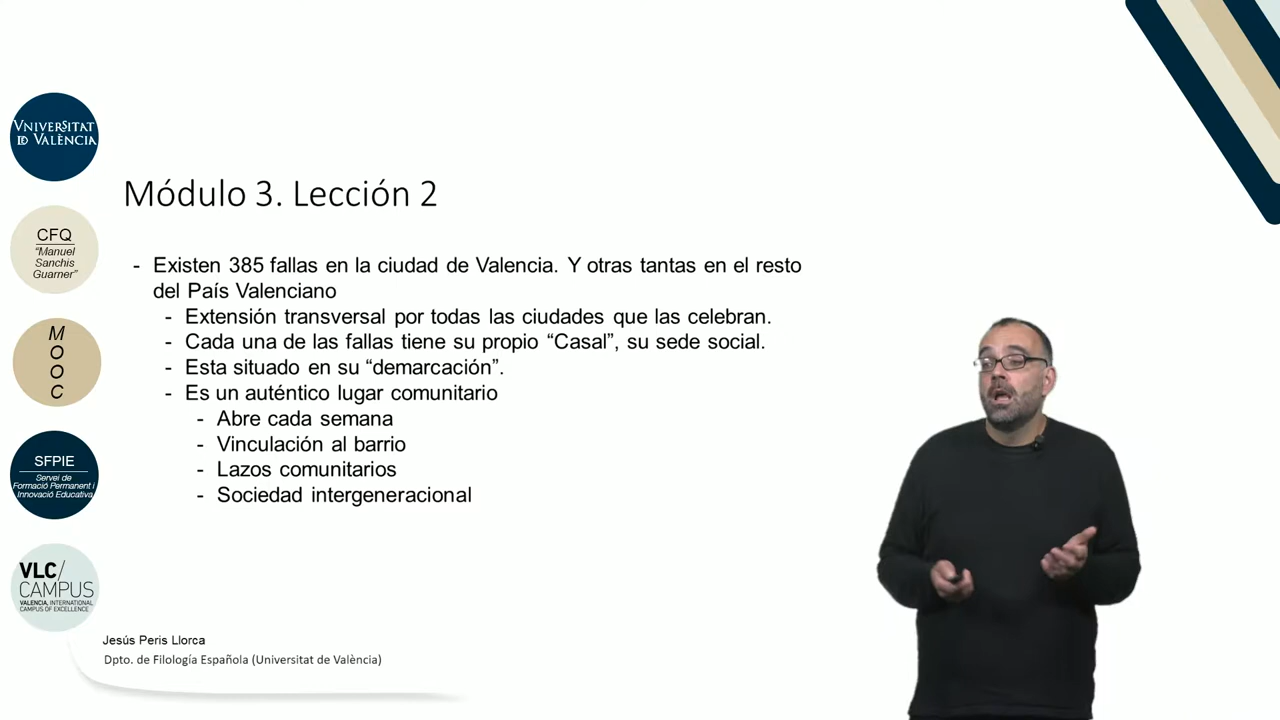 VNIVERSITAT
ID VALÈNCIA
CFQ
“Manuel
Sanchis
Guarner”
M
O
O
C
SFPIE
Servei de
Formació Permanent i
Innovació Educativa
VLC/
CAMPUS
VALENCIA, INTERNATIONAL
CAMPUS OF EXCELLENCE
Módulo 3. Lección 2
- Existen 385 fallas en la ciudad de Valencia. Y otras tantas en el resto
del País Valenciano
- Extensión transversal por todas las ciudades que las celebran.
- Cada una de las fallas tiene su propio “Casal”, su sede social.
- Esta situado en su “demarcación”.
- Es un auténtico lugar comunitario
- Abre cada semana
- Vinculación al barrio
- Lazos comunitarios
- Sociedad intergeneracional
Jesús Peris Llorca
Dpto. de Filología Española (Universitat de València)